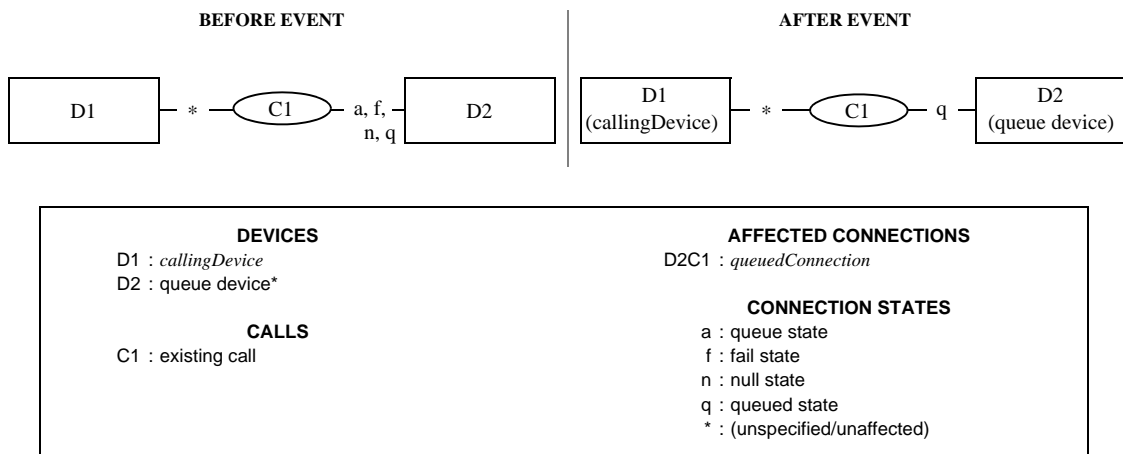 BEFORE EVENT
AFTER EVENT
D1 * C1 a, f, n, q D2
D1 (callingDevice) * C1 q D2 (queue device)
DEVICES
D1 : callingDevice
D2 : queue device*
CALLS
C1 : existing call
AFFECTED CONNECTIONS
D2C1 : queuedConnection
CONNECTION STATES
a : queue state
f : fail state
n : null state
q : queued state
* : (unspecified/unaffected)